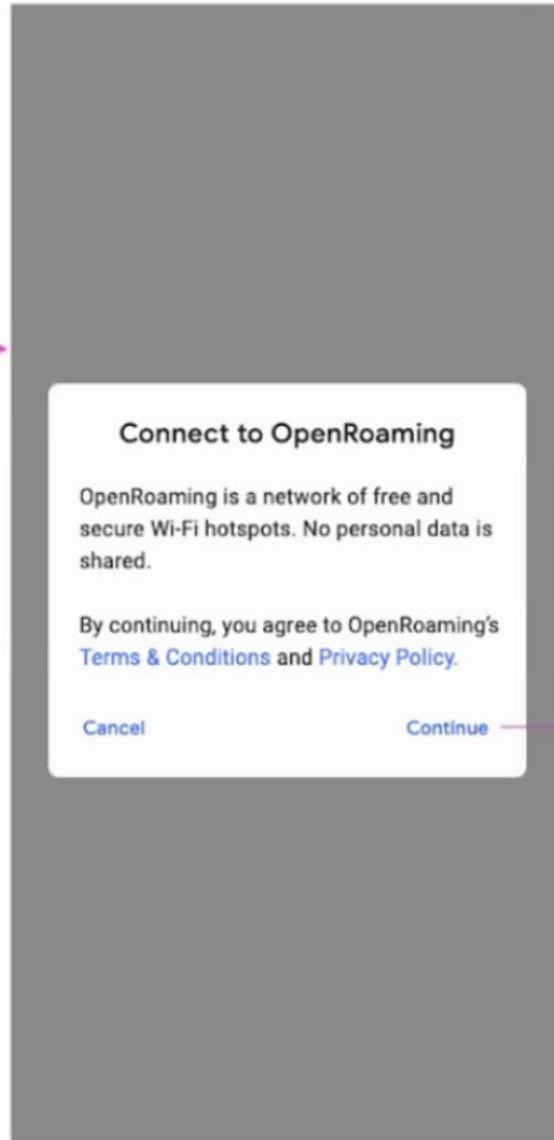 Connect to OpenRoaming
OpenRoaming is a network of free and
secure Wi-Fi hotspots. No personal data is
shared.
By continuing, you agree to OpenRoaming's
Terms & Conditions and Privacy Policy.
Cancel Continue